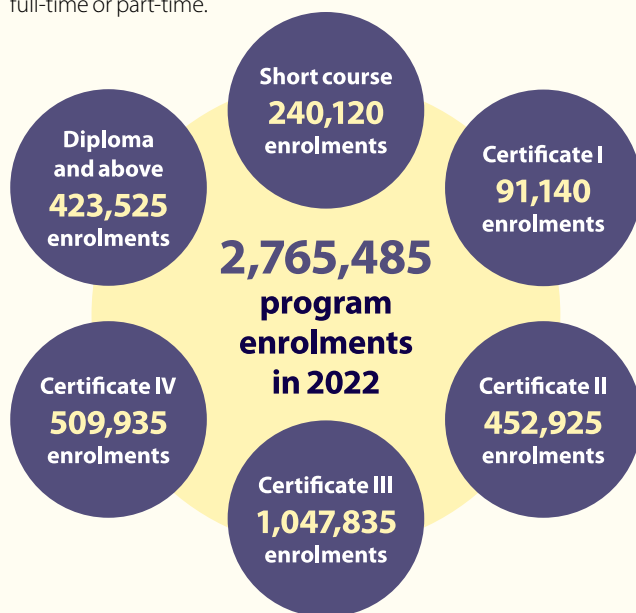 full-time or part-time.
Short course
240,120
enrolments
Certificate I
91,140
enrolments
Certificate II
452,925
enrolments
Certificate III
1,047,835
enrolments
Certificate IV
509,935
enrolments
Diploma
and above
423,525
enrolments
2,765,485
program
enrolments
in 2022